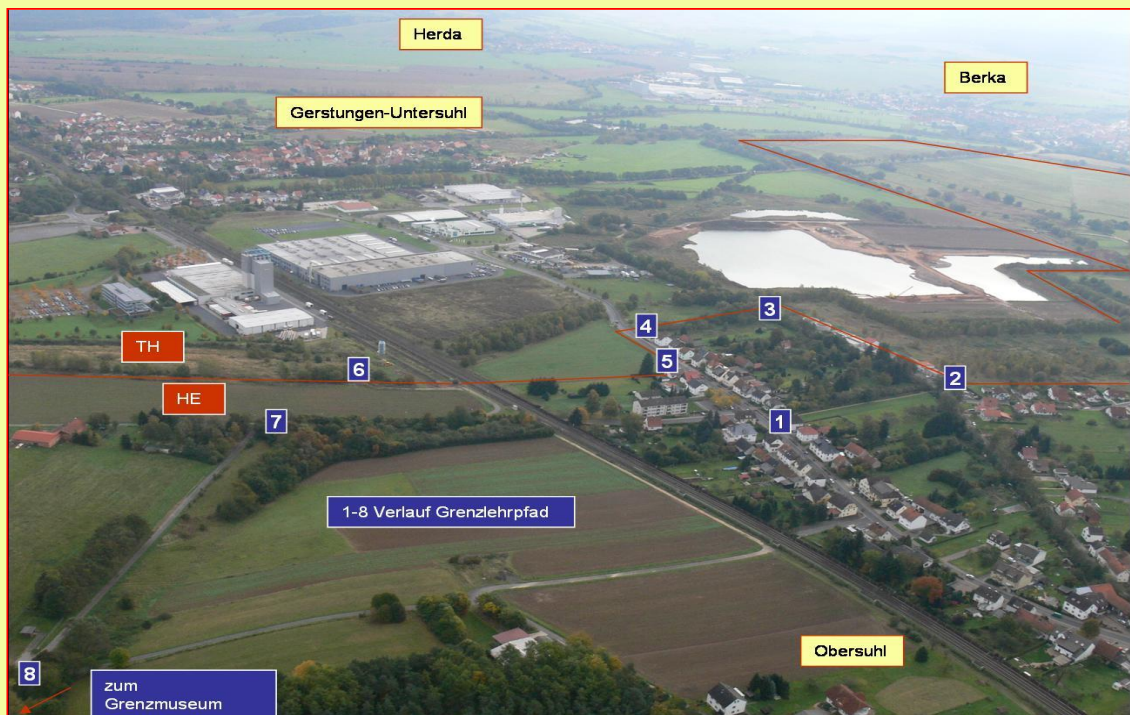 Herda
Berka
Gerstungen-Untersuhl
3
4
TH
5
6
2
HE
7
1
1-8 Verlauf Grenzlehrpfad
Obersuhl
8
zum
Grenzmuseum